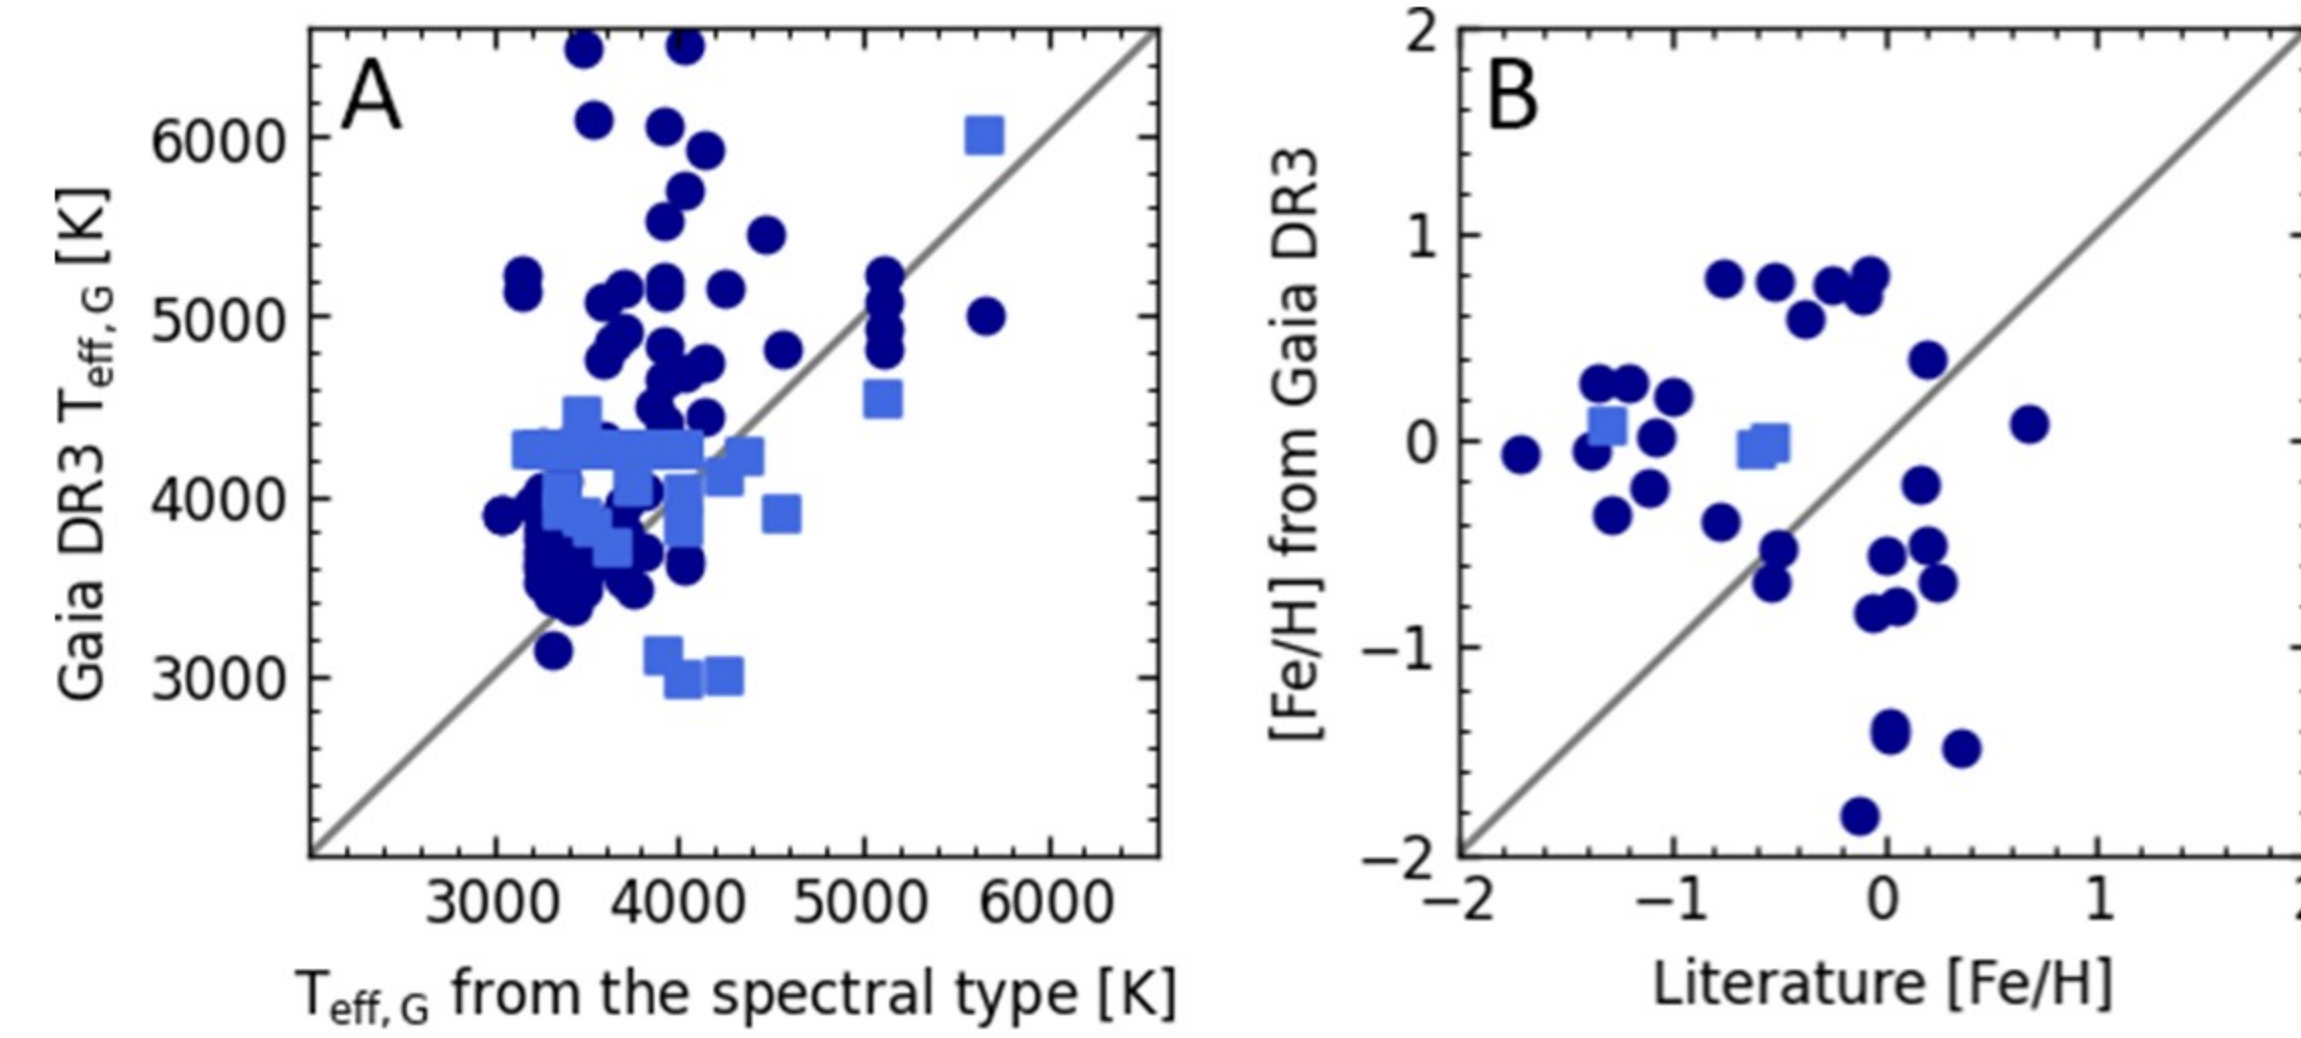 A
6000
5000
4000
3000
Gaia DR3 Teff, G [K]
3000 4000 5000 6000
Teff, G from the spectral type [K]
B
2
1
0
−1
−2
[Fe/H] from Gaia DR3
−2 −1 0 1
Literature [Fe/H]